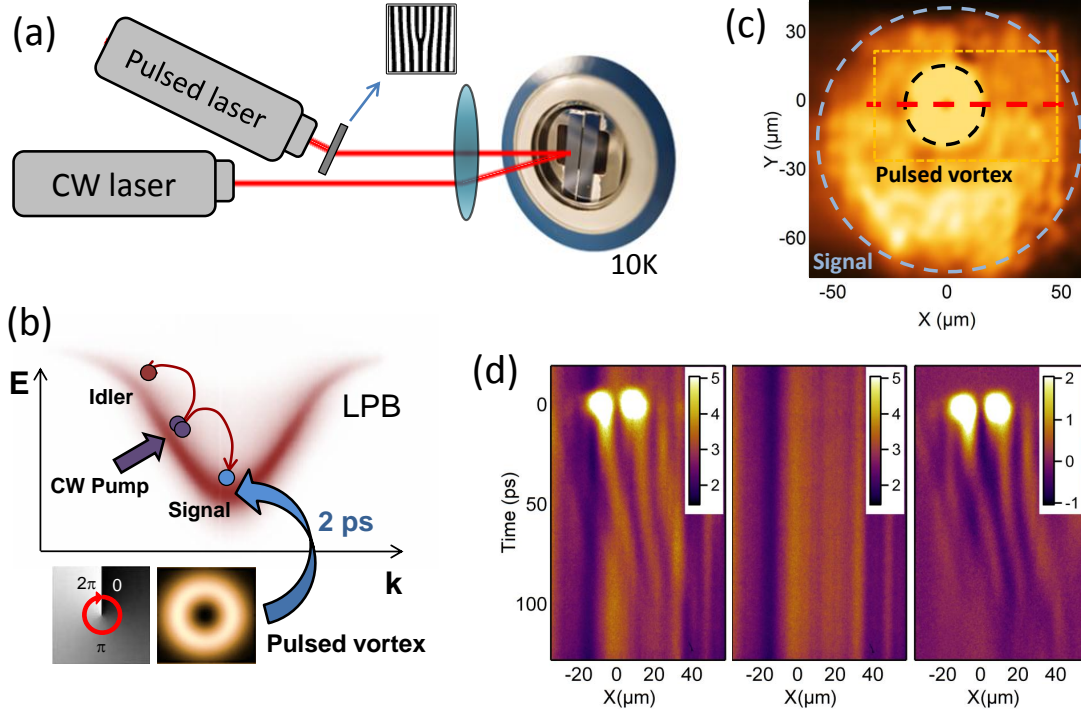 (a)
Pulsed laser
CW laser
10K
(b)
E
Idler
CW Pump
Signal
LPB
2 ps
k
2π
0
π
Pulsed vortex
(c)
30
0
-30
-60
Y (µm)
Pulsed vortex
Signal
-50
0
50
X (µm)
(d)
0
50
100
Time (ps)
5
4
3
2
-20
0
20
40
X(µm)
5
4
3
2
-20
0
20
40
X(µm)
2
1
0
-1
-20
0
20
40
X(µm)